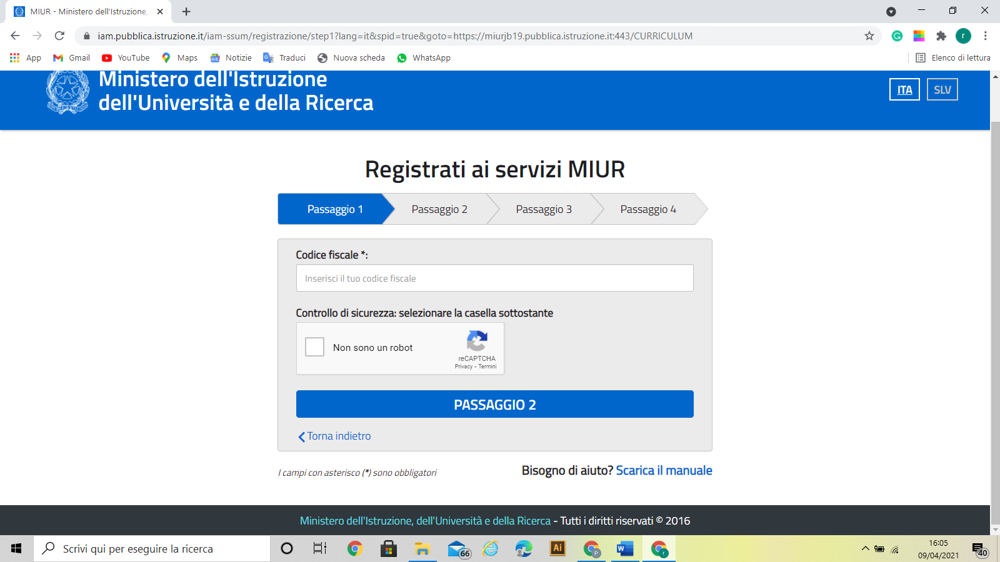 MIUR - Ministero dell'Istruzione,
iam.pubblica.istruzione.it/iam-ssum/registrazione/step1?lang=it&spid=true&goto=https://miurjb19.pubblica.istruzione.it:443/CURRICULUM
r
App Gmail YouTube Maps Notizie Traduci Nuova scheda WhatsApp Elenco di lettura
Ministero dell'Istruzione
dell'Università e della Ricerca
ITA SLV
Registrati ai servizi MIUR
Passaggio 1 Passaggio 2 Passaggio 3 Passaggio 4
Codice fiscale *:
Inserisci il tuo codice fiscale
Controllo di sicurezza: selezionare la casella sottostante
Non sono un robot
reCAPTCHA
Privacy - Termini
PASSAGGIO 2
Torna indietro
I campi con asterisco (*) sono obbligatori
Bisogno di aiuto? Scarica il manuale
Ministero dell'Istruzione, dell'Università e della Ricerca - Tutti i diritti riservati © 2016
Scrivi qui per eseguire la ricerca
66
Ai
P
W
r
16:05
09/04/2021
40